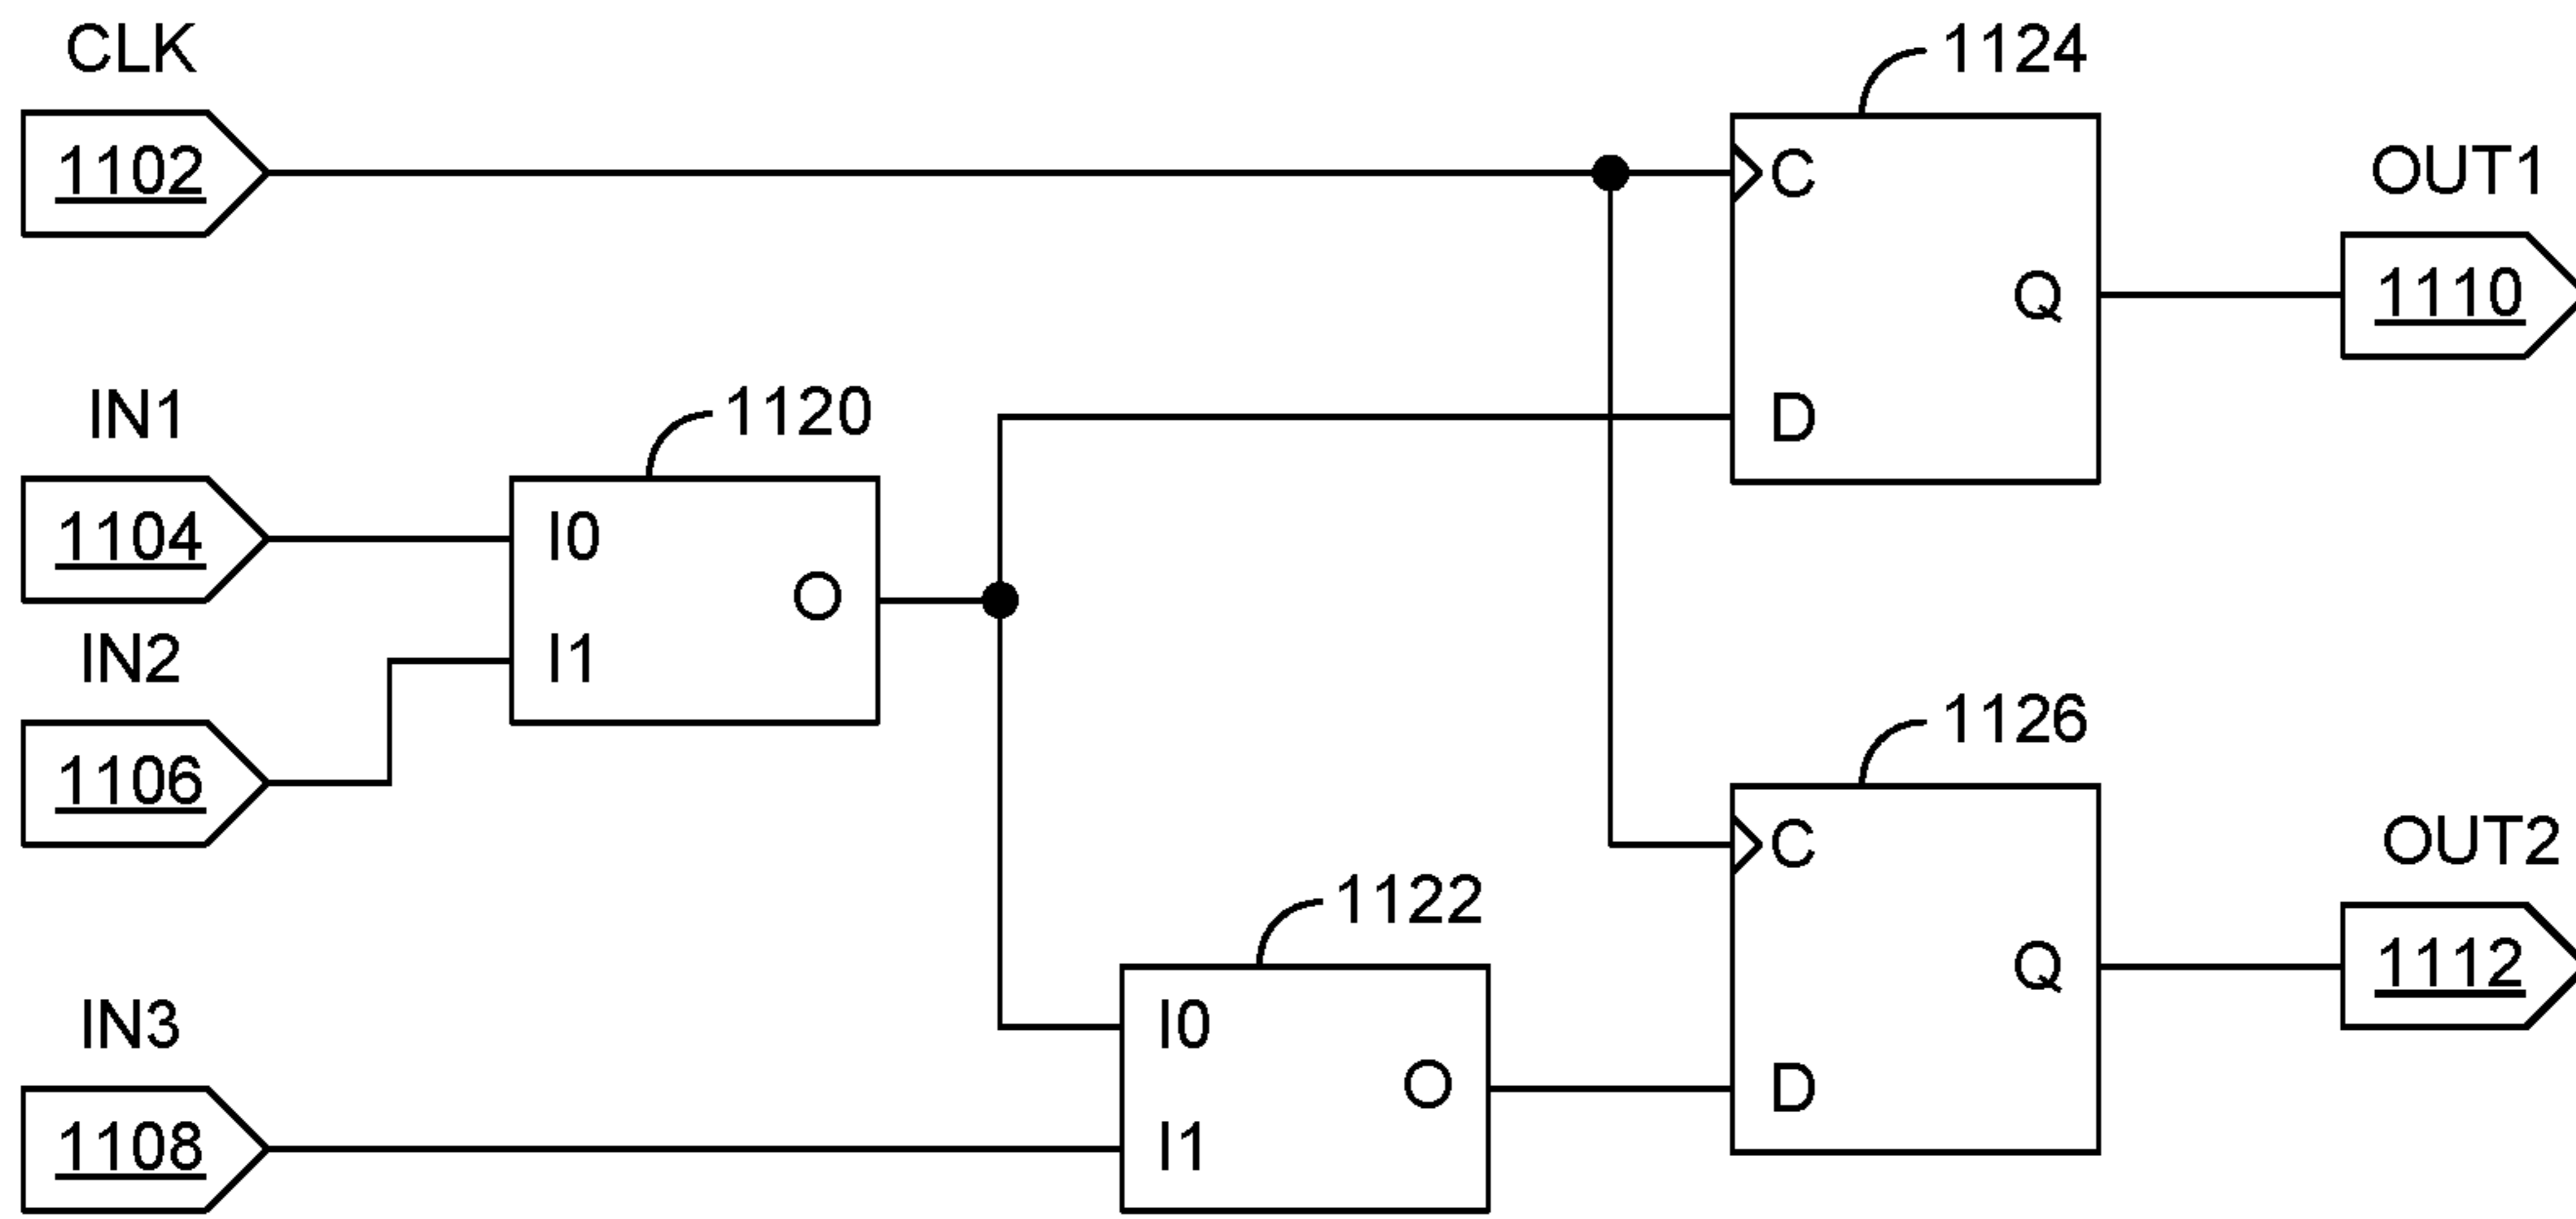 CLK
1102
1124
C
Q
D
OUT1
1110
IN1
1104
1120
I0
I1
O
IN2
1106
1126
C
Q
D
OUT2
1112
1122
I0
I1
O
IN3
1108